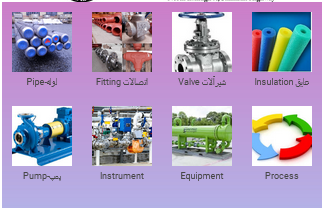 Pipe-لوله
Fitting اتصالات
Valve شیرآلات
Insulation عایق
Pump-پمپ
Instrument
Equipment
Process